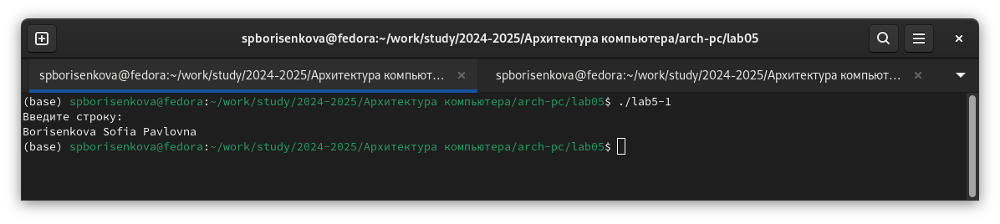 spborisenkova@fedora:~/work/study/2024-2025/Архитектура компьютера/arch-pc/lab05
spborisenkova@fedora:~/work/study/2024-2025/Архитектура компьют… spborisenkova@fedora:~/work/study/2024-2025/Архитектура компьют…
(base) spborisenkova@fedora:~/work/study/2024-2025/Архитектура компьютера/arch-pc/lab05$ ./lab5-1
Введите строку:
Borisenkova Sofia Pavlovna
(base) spborisenkova@fedora:~/work/study/2024-2025/Архитектура компьютера/arch-pc/lab05$